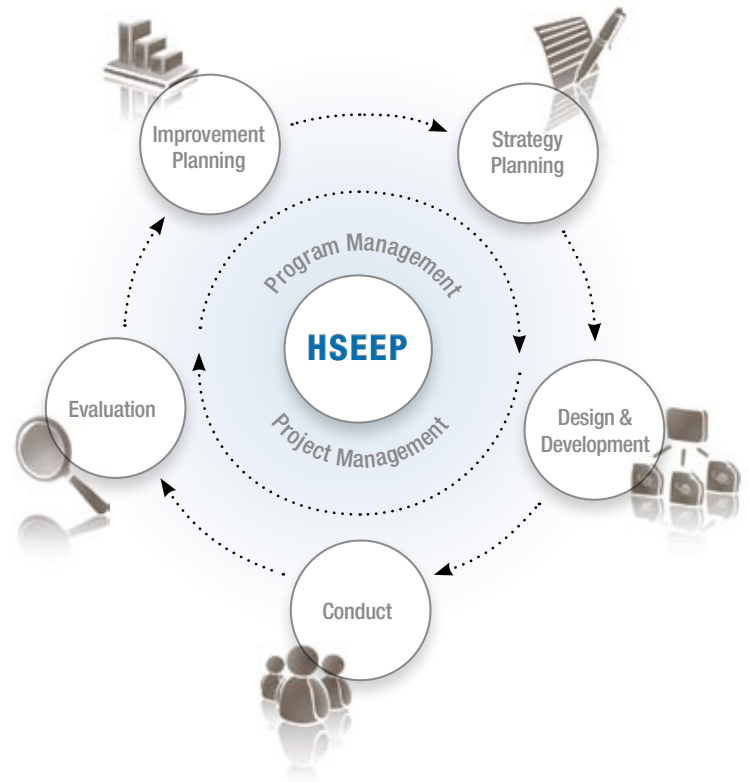 Improvement
Planning
Strategy
Planning
Program Management
HSEEP
Project Management
Evaluation
Design &
Development
Conduct